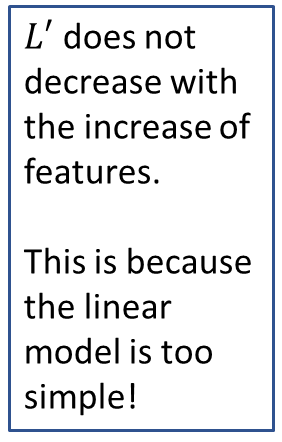 L′ does not
decrease with
the increase of
features.
This is because
the linear
model is too
simple!